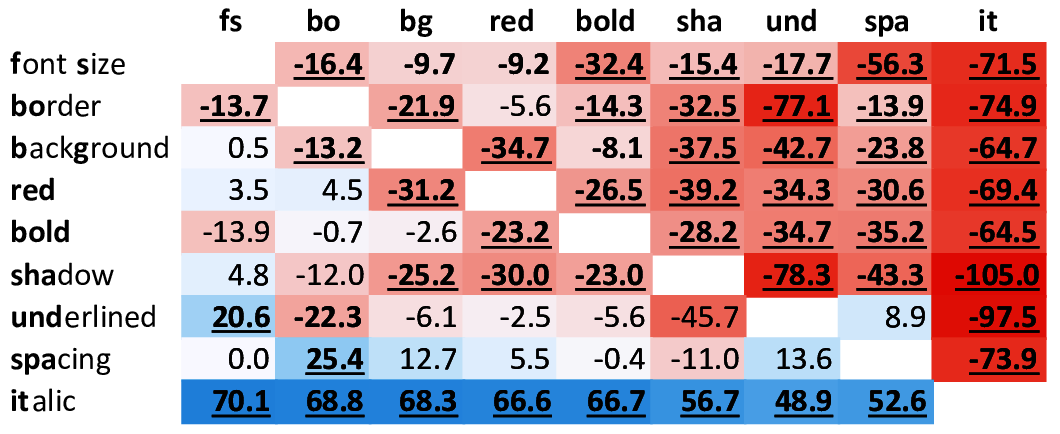 fs bo bg red bold sha und spa it
font size -16.4 -9.7 -9.2 -32.4 -15.4 -17.7 -56.3 -71.5
border -13.7 -21.9 -5.6 -14.3 -32.5 -77.1 -13.9 -74.9
background 0.5 -13.2 -34.7 -8.1 -37.5 -42.7 -23.8 -64.7
red 3.5 4.5 -31.2 -26.5 -39.2 -34.3 -30.6 -69.4
bold -13.9 -0.7 -2.6 -23.2 -28.2 -34.7 -35.2 -64.5
shadow 4.8 -12.0 -25.2 -30.0 -23.0 -78.3 -43.3 -105.0
underlined 20.6 -22.3 -6.1 -2.5 -5.6 -45.7 8.9 -97.5
spacing 0.0 25.4 12.7 5.5 -0.4 -11.0 13.6 -73.9
italic 70.1 68.8 68.3 66.6 66.7 56.7 48.9 52.6